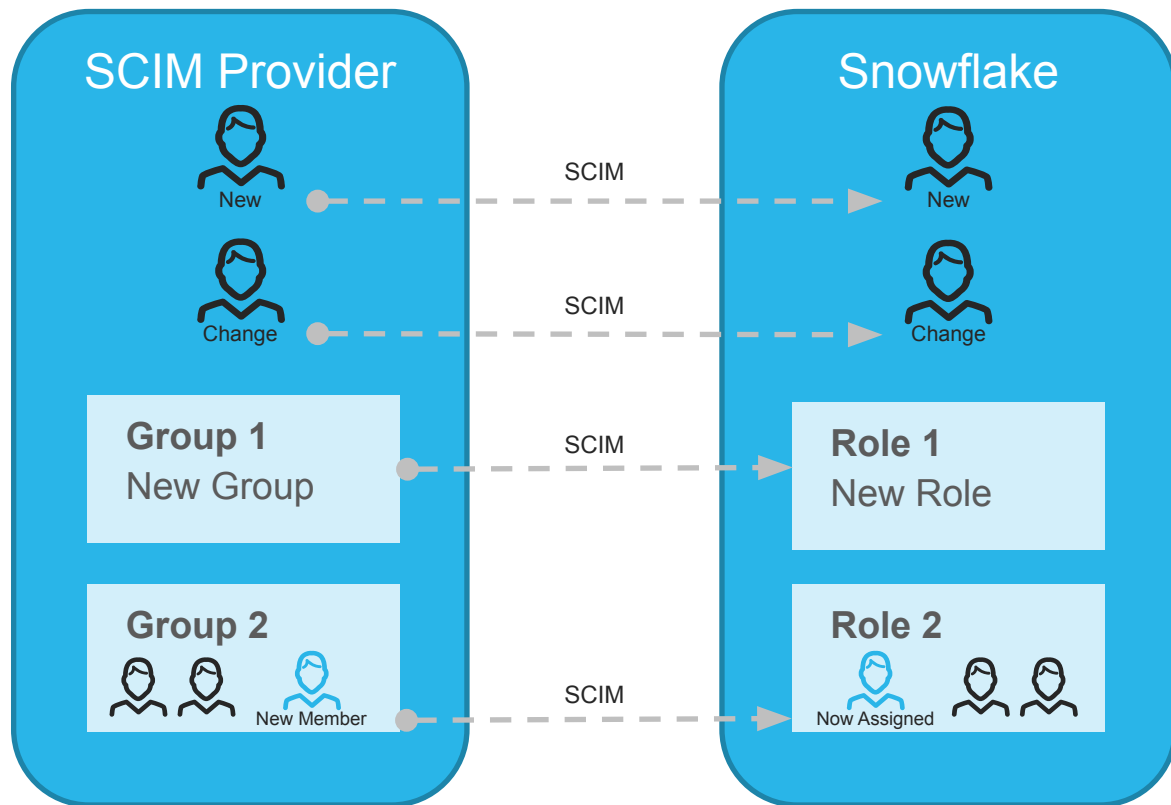 SCIM Provider
Snowflake
New
SCIM
New
Change
SCIM
Change
Group 1
New Group
SCIM
Role 1
New Role
Group 2
New Member
SCIM
Role 2
Now Assigned